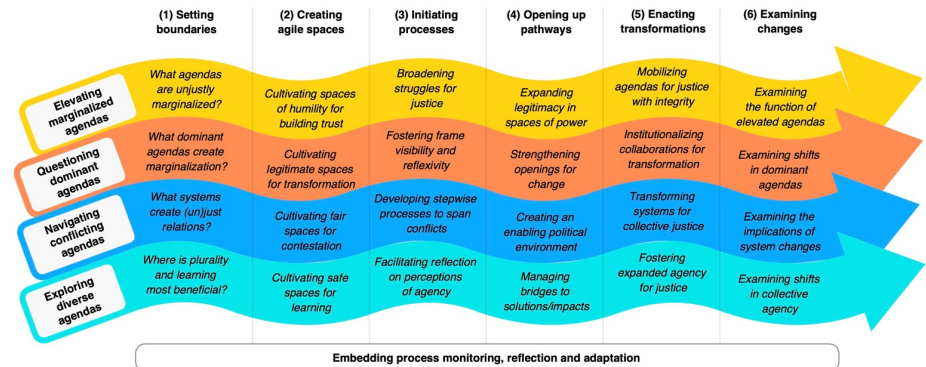 (1) Setting
boundaries
(2) Creating
agile spaces
(3) Initiating
processes
(4) Opening up
pathways
(5) Enacting
transformations
(6) Examining
changes
Elevating
marginalized
agendas
What agendas
are unjustly
marginalized?
Cultivating spaces
of humility for
building trust
Broadening
struggles for
justice
Expanding
legitimacy in
spaces of power
Mobilizing
agendas for justice
with integrity
Examining
the function of
elevated agendas
Questioning
dominant
agendas
What dominant
agendas create
marginalization?
Cultivating
legitimate spaces
for transformation
Fostering frame
visibility and
reflexivity
Strengthening
openings for
change
Institutionalizing
collaborations for
transformation
Examining shifts
in dominant
agendas
Navigating
conflicting
agendas
What systems
create (un)just
relations?
Cultivating fair
spaces for
contestation
Developing stepwise
processes to span
conflicts
Creating an
enabling political
environment
Transforming
systems for
collective justice
Examining the
implications of
system changes
Exploring
diverse
agendas
Where is plurality
and learning
most beneficial?
Cultivating safe
spaces for
learning
Facilitating reflection
on perceptions
of agency
Managing
bridges to
solutions/impacts
Fostering
expanded agency
for justice
Examining shifts
in collective
agency
Embedding process monitoring, reflection and adaptation